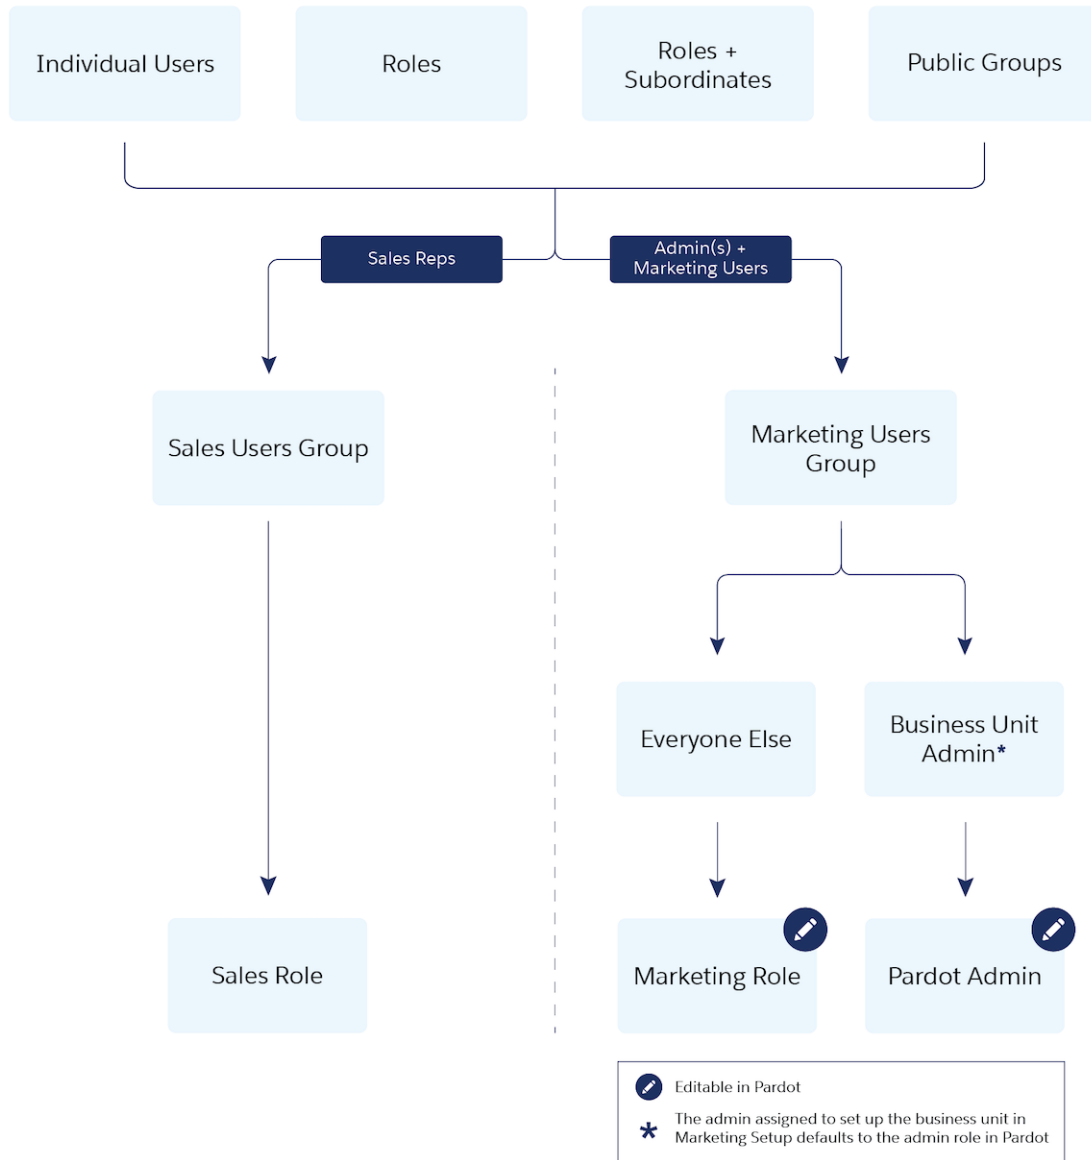 Individual Users
Roles
Roles +
Subordinates
Public Groups
Sales Reps
Admin(s) +
Marketing Users
Sales Users Group
Marketing Users
Group
Everyone Else
Business Unit
Admin*
Sales Role
Marketing Role
Pardot Admin
Editable in Pardot
* The admin assigned to set up the business unit in
Marketing Setup defaults to the admin role in Pardot